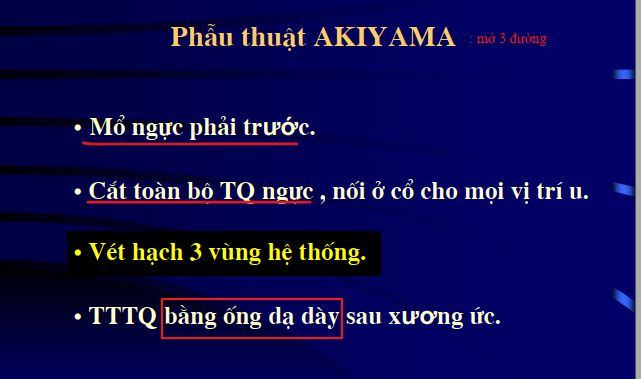 Phẫu thuật AKIYAMA : mở 3 đường
• Mổ ngực phải trước.
• Cắt toàn bộ TQ ngực , nối ở cổ cho mọi vị trí u.
• Vét hạch 3 vùng hệ thống.
• TTTQ bằng ống dạ dày sau xương ức.